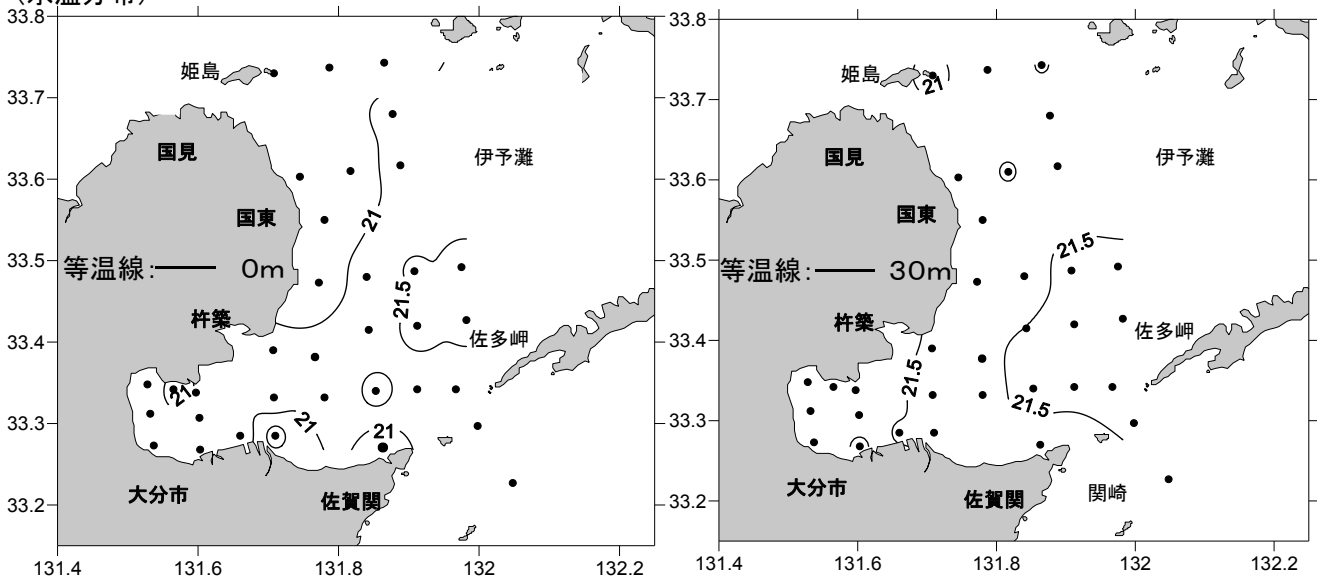 (水温分布)
33.8
33.7
33.6
33.5
33.4
33.3
33.2
131.4
131.6
131.8
132
132.2
姫島
国見
伊予灘
国東
21
等温線: 0m
21.5
杵築
佐多岬
21
21
21
大分市
佐賀関
33.8
33.7
33.6
33.5
33.4
33.3
33.2
131.4
131.6
131.8
132
132.2
姫島
21
国見
伊予灘
国東
21.5
等温線: 30m
杵築
佐多岬
21.5
21.5
大分市
佐賀関
関崎